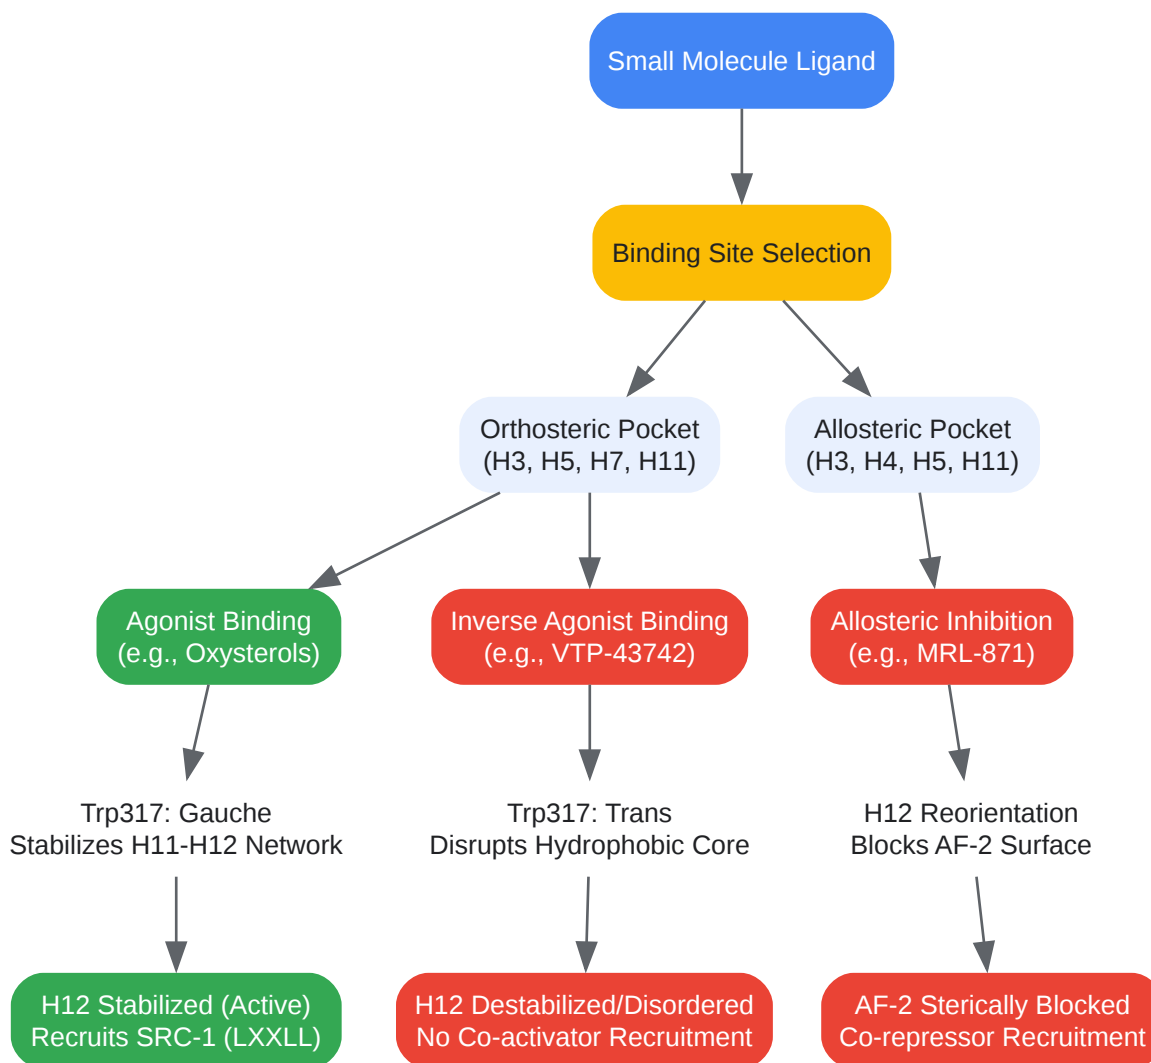 Small Molecule Ligand
Binding Site Selection
Orthosteric Pocket
(H3, H5, H7, H11)
Allosteric Pocket
(H3, H4, H5, H11)
Agonist Binding
(e.g., Oxysterols)
Inverse Agonist Binding
(e.g., VTP-43742)
Allosteric Inhibition
(e.g., MRL-871)
Trp317: Gauche
Stabilizes H11-H12 Network
Trp317: Trans
Disrupts Hydrophobic Core
H12 Reorientation
Blocks AF-2 Surface
H12 Stabilized (Active)
Recruits SRC-1 (LXXLL)
H12 Destabilized/Disordered
No Co-activator Recruitment
AF-2 Sterically Blocked
Co-repressor Recruitment